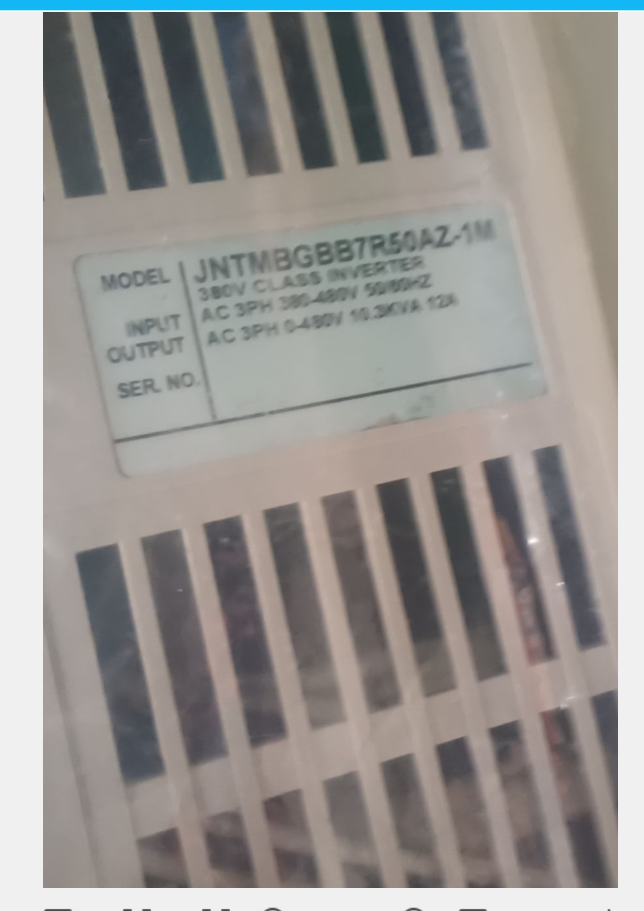 MODEL JNTMBGBB7R50AZ-1M
380V CLASS INVERTER
INPUT AC 3PH 380-480V 50/60HZ
OUTPUT AC 3PH 0-480V 10.3KVA 12A
SER. NO.